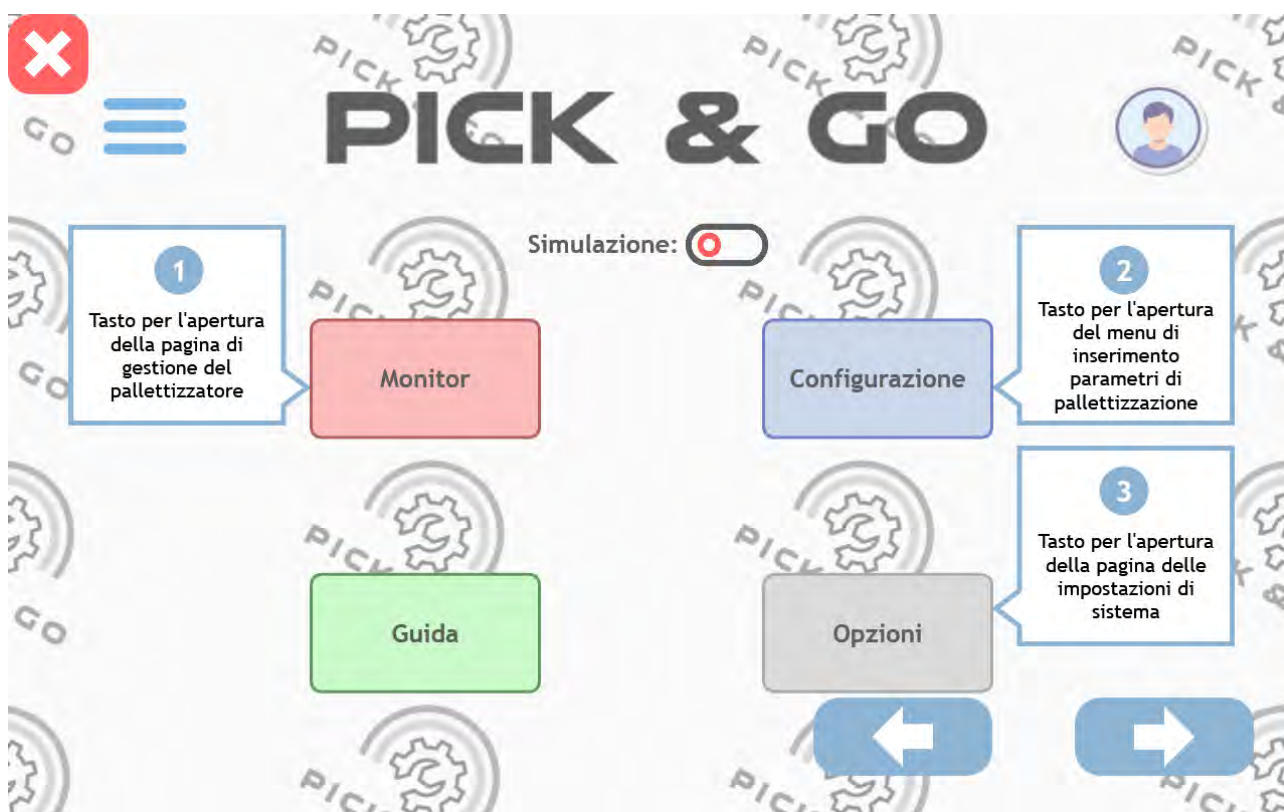 PICK & GO
Simulazione:
1
Tasto per l'apertura
della pagina di
gestione del
pallettizzatore
Monitor
Configurazione
2
Tasto per l'apertura
del menu di
inserimento
parametri di
pallettizzazione
Guida
Opzioni
3
Tasto per l'apertura
della pagina delle
impostazioni di
sistema
PICK & GO